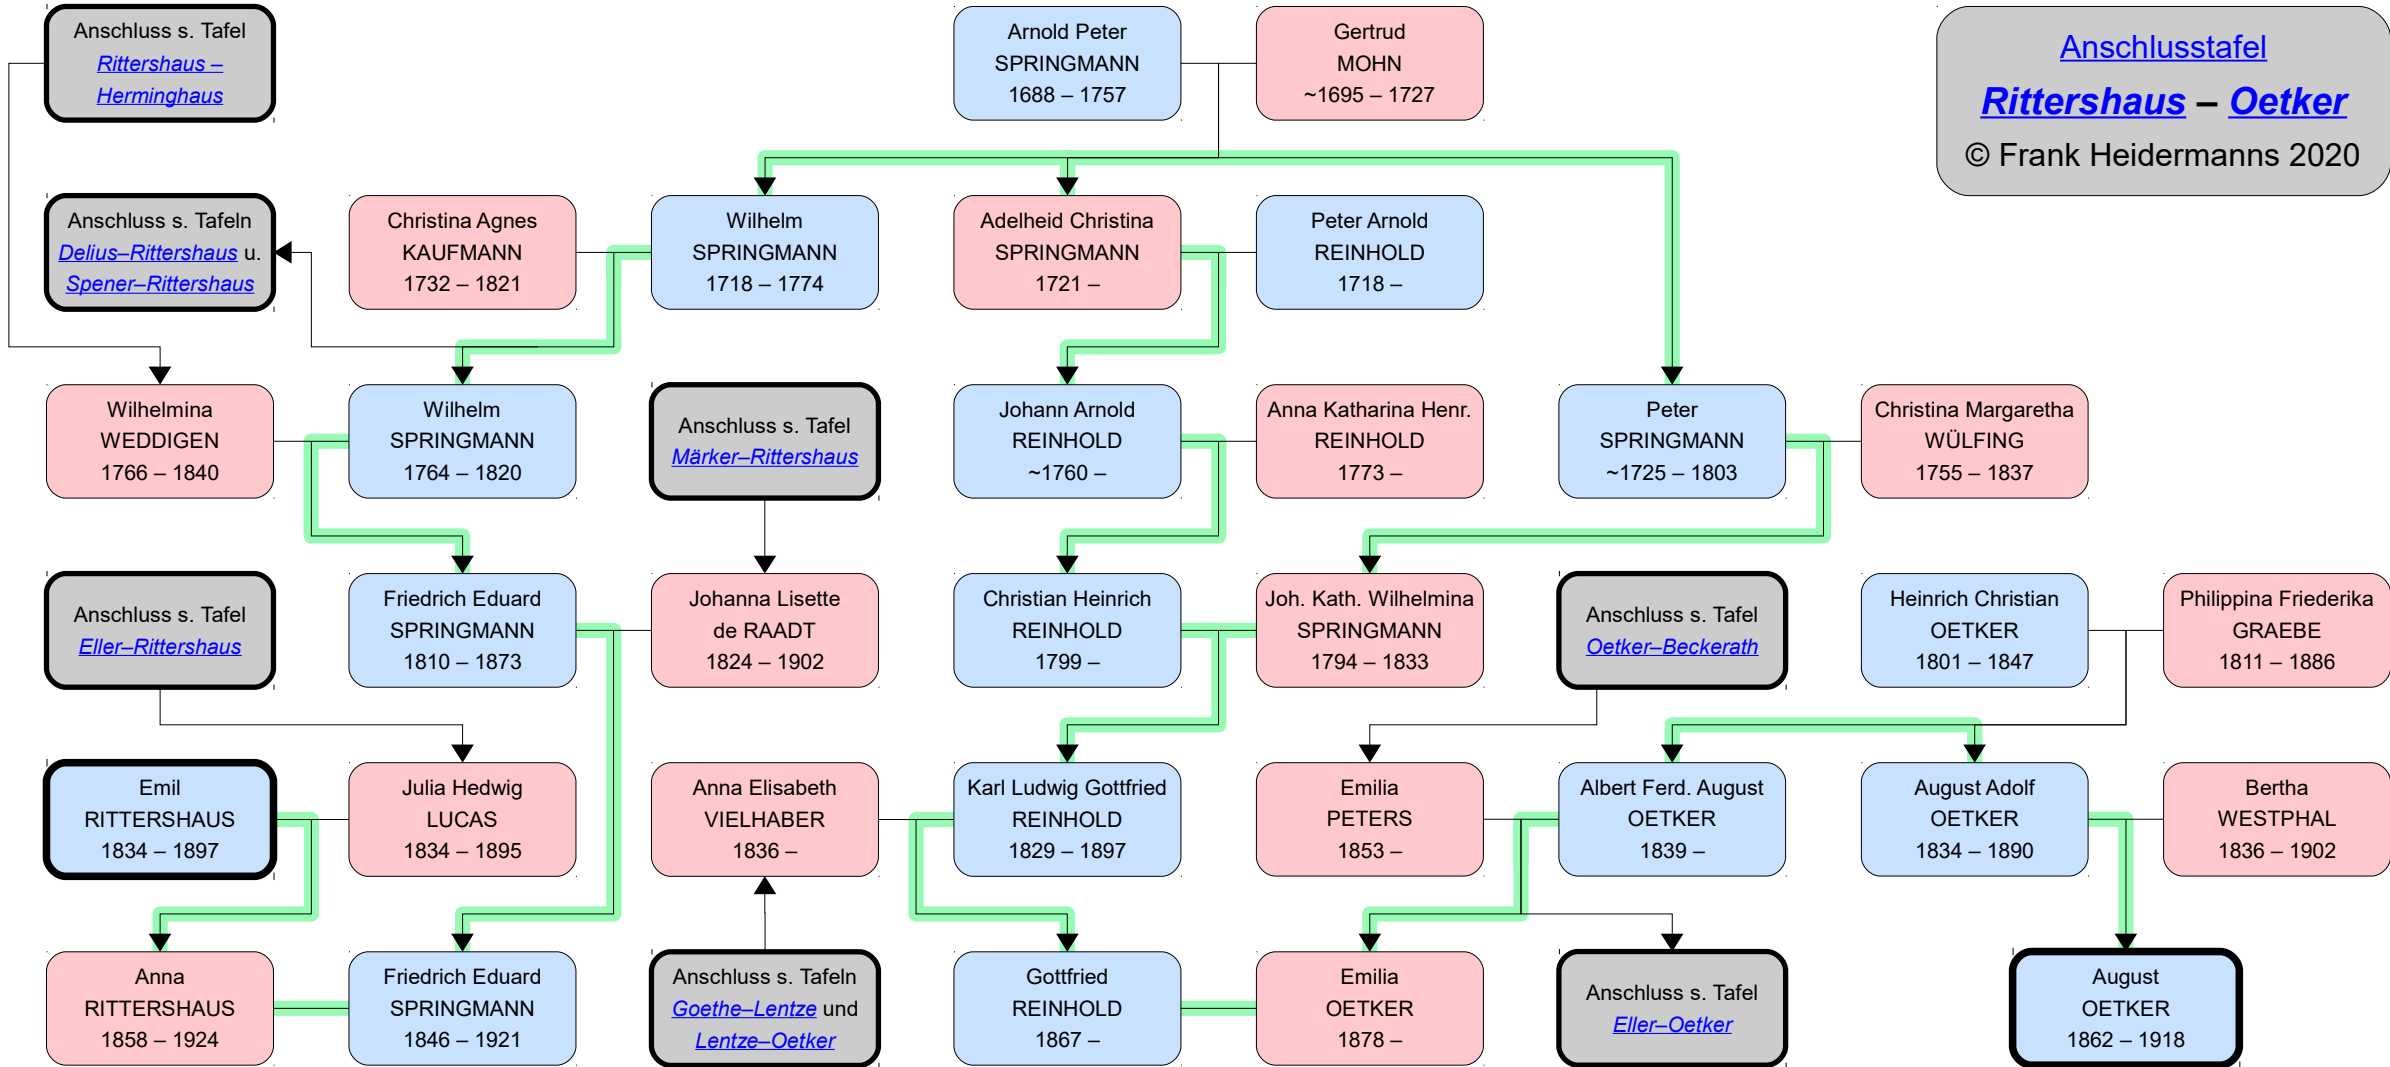 Anschluss s. Tafel
Rittershaus –
Herminghaus
Arnold Peter
SPRINGMANN
1688 – 1757
Gertrud
MOHN
~1695 – 1727
Anschlusstafel
Rittershaus – Oetker
© Frank Heidermanns 2020
Anschluss s. Tafeln
Delius–Rittershaus u.
Spener–Rittershaus
Christina Agnes
KAUFMANN
1732 – 1821
Wilhelm
SPRINGMANN
1718 – 1774
Adelheid Christina
SPRINGMANN
1721 –
Peter Arnold
REINHOLD
1718 –
Wilhelmina
WEDDIGEN
1766 – 1840
Wilhelm
SPRINGMANN
1764 – 1820
Anschluss s. Tafel
Märker–Rittershaus
Johann Arnold
REINHOLD
~1760 –
Anna Katharina Henr.
REINHOLD
1773 –
Peter
SPRINGMANN
~1725 – 1803
Christina Margaretha
WÜLFING
1755 – 1837
Anschluss s. Tafel
Eller–Rittershaus
Friedrich Eduard
SPRINGMANN
1810 – 1873
Johanna Lisette
de RAADT
1824 – 1902
Christian Heinrich
REINHOLD
1799 –
Joh. Kath. Wilhelmina
SPRINGMANN
1794 – 1833
Anschluss s. Tafel
Oetker–Beckerath
Heinrich Christian
OETKER
1801 – 1847
Philippina Friederika
GRAEBE
1811 – 1886
Emil
RITTERSHAUS
1834 – 1897
Julia Hedwig
LUCAS
1834 – 1895
Anna Elisabeth
VIELHABER
1836 –
Karl Ludwig Gottfried
REINHOLD
1829 – 1897
Emilia
PETERS
1853 –
Albert Ferd. August
OETKER
1839 –
August Adolf
OETKER
1834 – 1890
Bertha
WESTPHAL
1836 – 1902
Anna
RITTERSHAUS
1858 – 1924
Friedrich Eduard
SPRINGMANN
1846 – 1921
Anschluss s. Tafeln
Goethe–Lentze und
Lentze–Oetker
Gottfried
REINHOLD
1867 –
Emilia
OETKER
1878 –
Anschluss s. Tafel
Eller–Oetker
August
OETKER
1862 – 1918